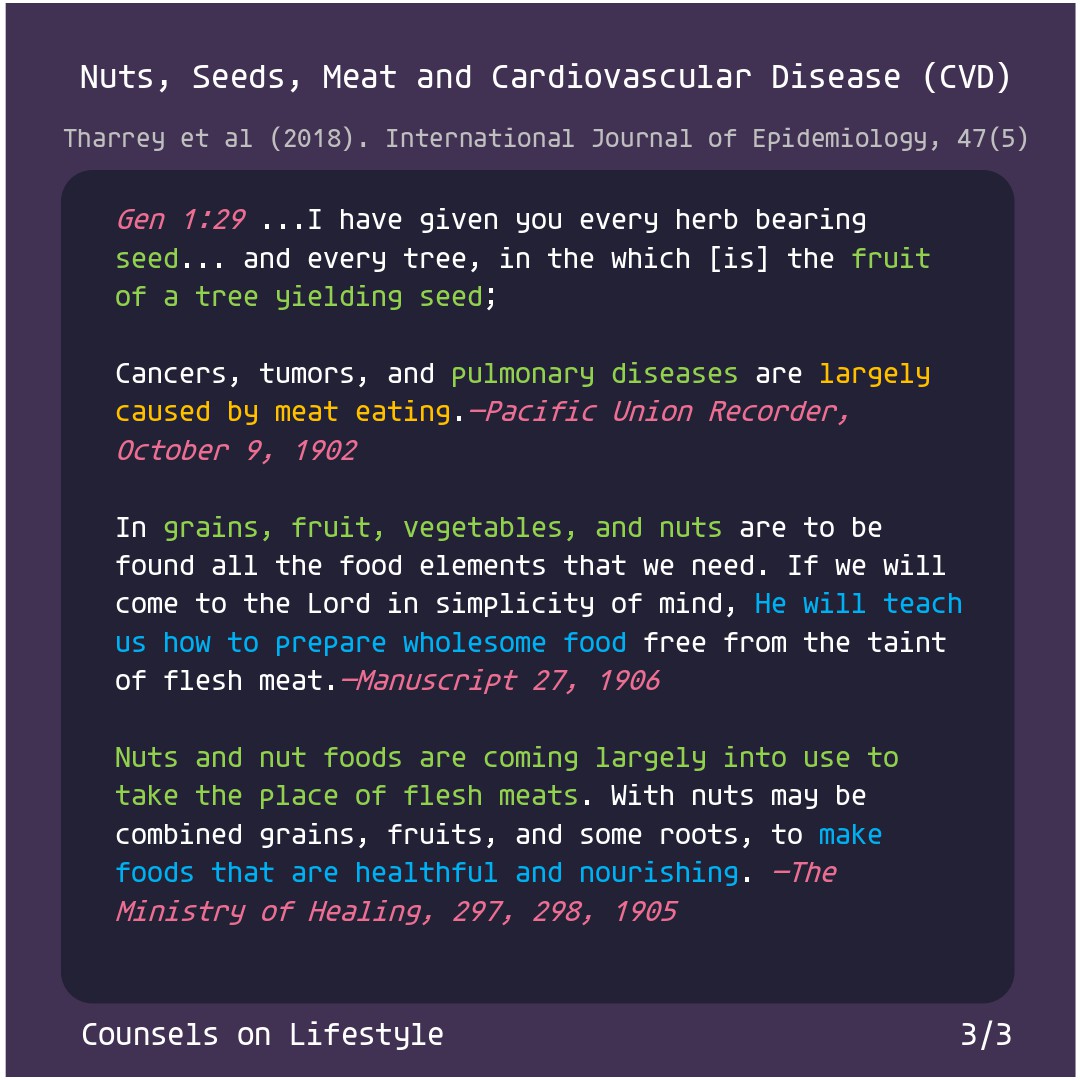 Nuts, Seeds, Meat and Cardiovascular Disease (CVD)
Tharrey et al (2018). International Journal of Epidemiology, 47(5)
Gen 1:29 ...I have given you every herb bearing
seed... and every tree, in the which [is] the fruit
of a tree yielding seed;
Cancers, tumors, and pulmonary diseases are largely
caused by meat eating.—Pacific Union Recorder,
October 9, 1902
In grains, fruit, vegetables, and nuts are to be
found all the food elements that we need. If we will
come to the Lord in simplicity of mind, He will teach
us how to prepare wholesome food free from the taint
of flesh meat.—Manuscript 27, 1906
Nuts and nut foods are coming largely into use to
take the place of flesh meats. With nuts may be
combined grains, fruits, and some roots, to make
foods that are healthful and nourishing. —The
Ministry of Healing, 297, 298, 1905
Counsels on Lifestyle
3/3